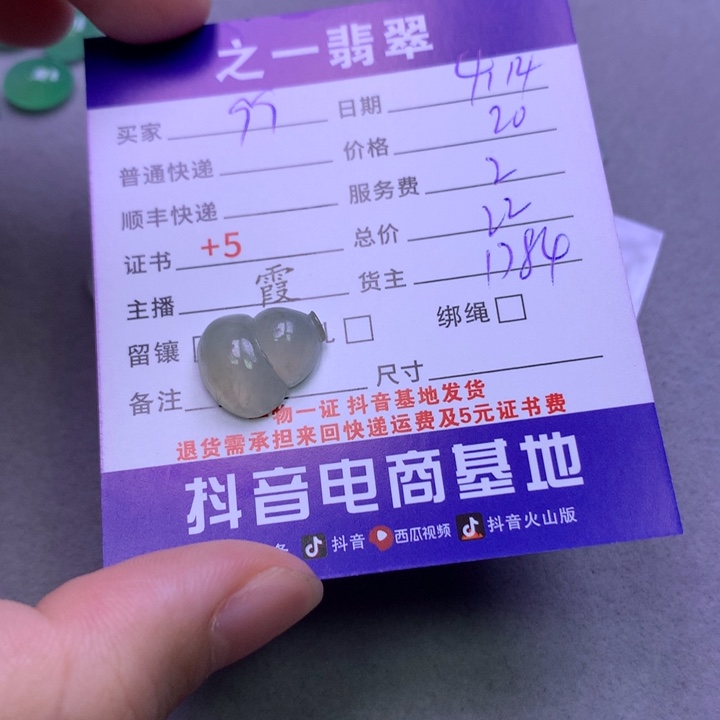 之一翡翠
买家 99 日期 4.14
普通快递 价格 20
顺丰快递 服务费 2
证书 +5 总价 22
主播 霞 货主 1784
留镶 绑绳
备注 尺寸
物一证 抖音基地发货
退货需承担来回快递运费及5元证书费
抖音电商基地
抖音 西瓜视频 抖音火山版